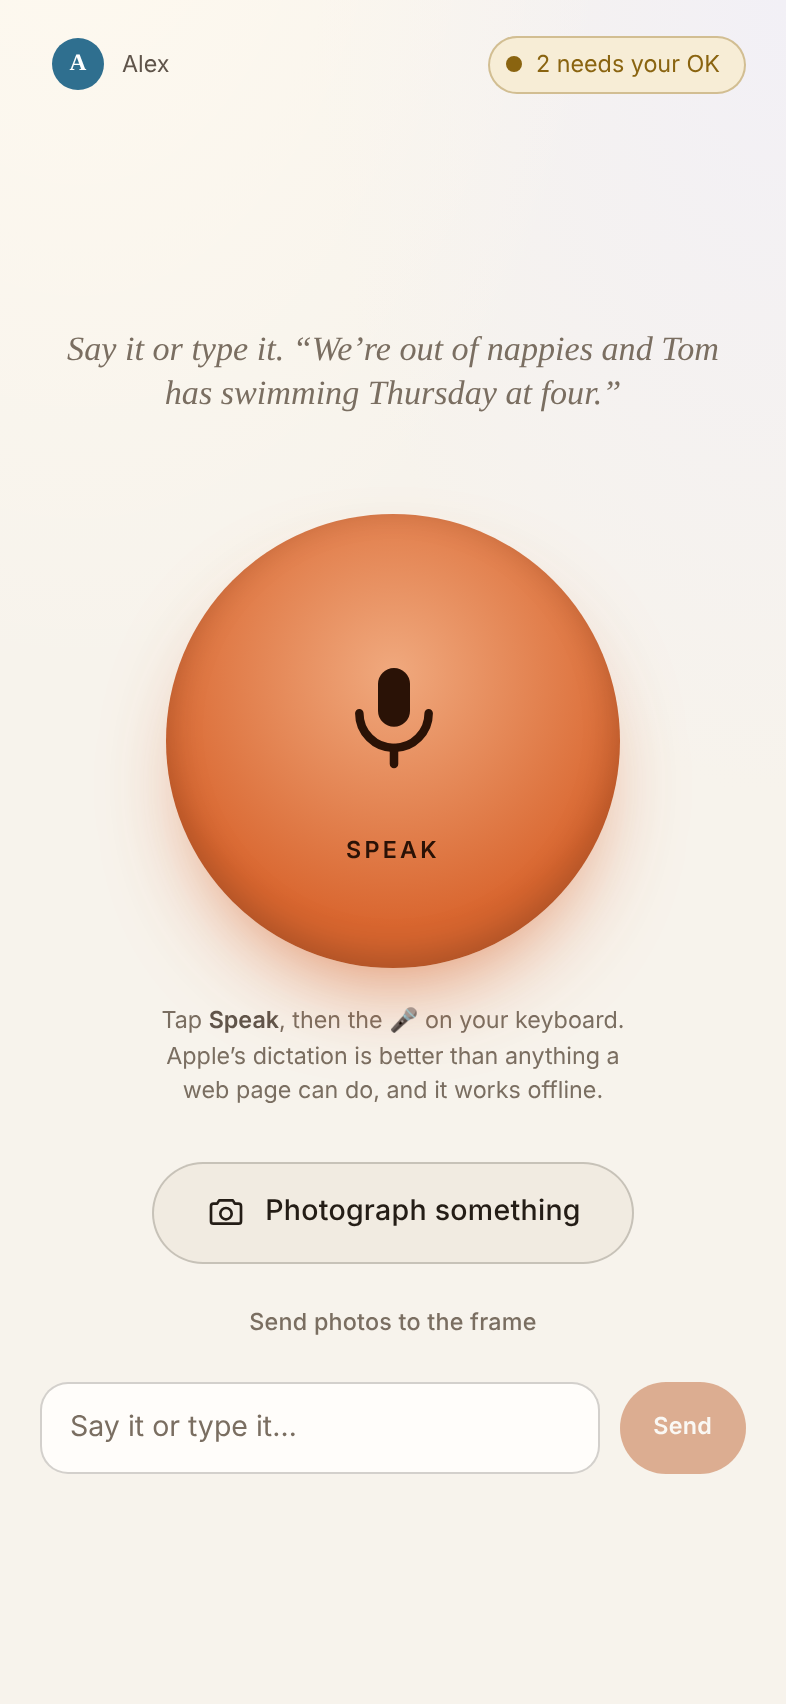 A
Alex
2 needs your OK
Say it or type it. “We’re out of nappies and Tom
has swimming Thursday at four.”
SPEAK
Tap Speak, then the 🎤 on your keyboard.
Apple’s dictation is better than anything a
web page can do, and it works offline.
Photograph something
Send photos to the frame
Say it or type it...
Send